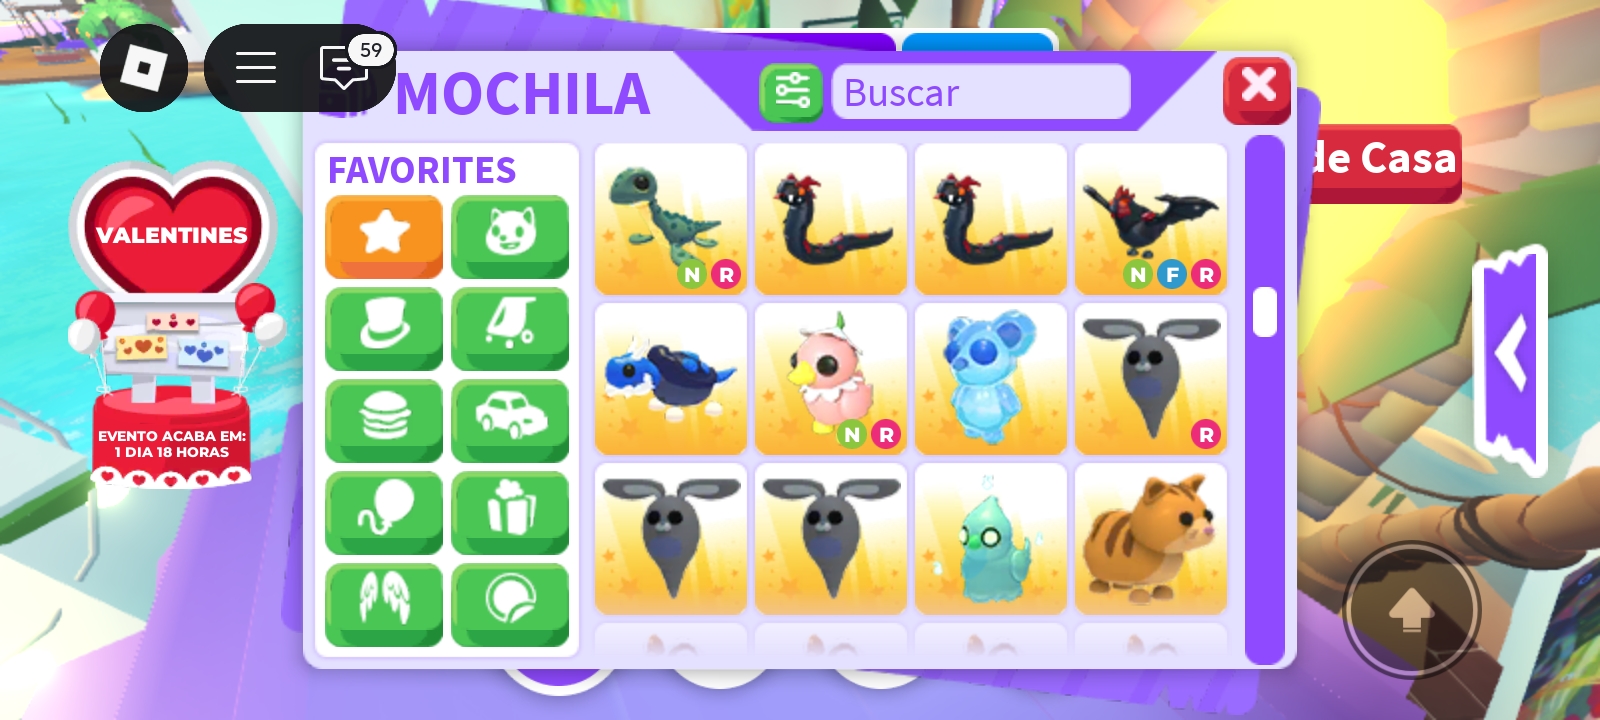 59
MOCHILA
Buscar
de Casa
FAVORITES
VALENTINES
EVENTO ACABA EM:
1 DIA 18 HORAS
N R
N F R
N R
R